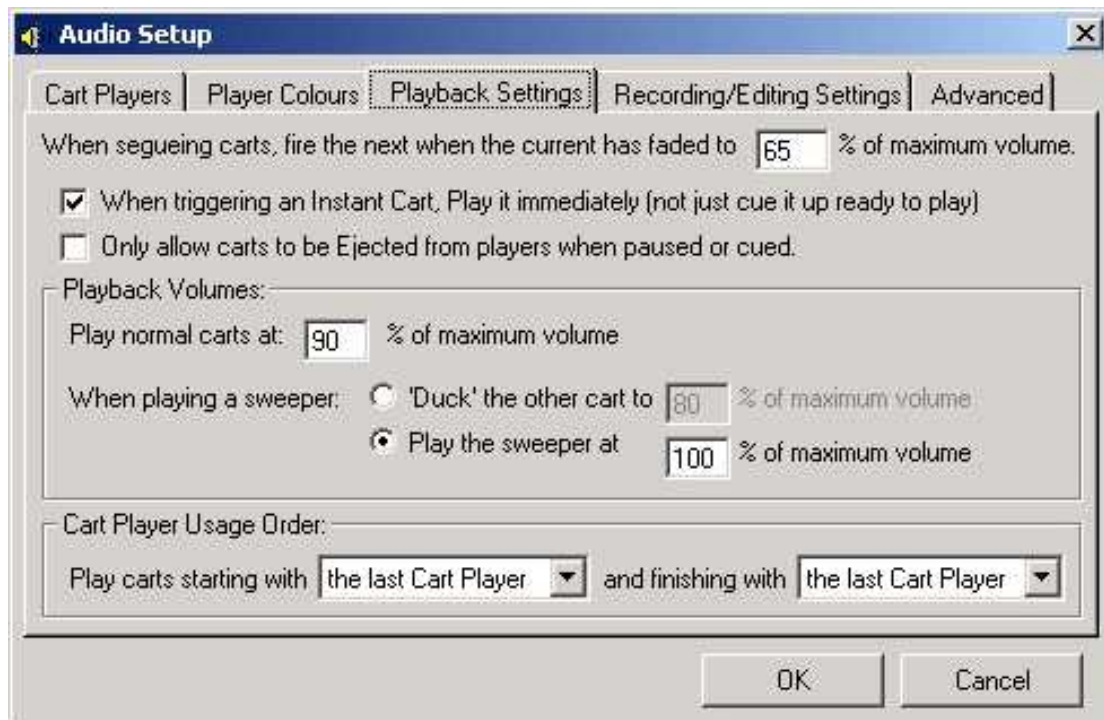 Audio Setup
Cart Players Player Colours Playback Settings Recording/Editing Settings Advanced
When segueing carts, fire the next when the current has faded to 65 % of maximum volume.
When triggering an Instant Cart, Play it immediately (not just cue it up ready to play)
Only allow carts to be Ejected from players when paused or cued.
Playback Volumes:
Play normal carts at: 90 % of maximum volume
When playing a sweeper: 'Duck' the other cart to 80 % of maximum volume
Play the sweeper at 100 % of maximum volume
Cart Player Usage Order:
Play carts starting with the last Cart Player and finishing with the last Cart Player
OK Cancel